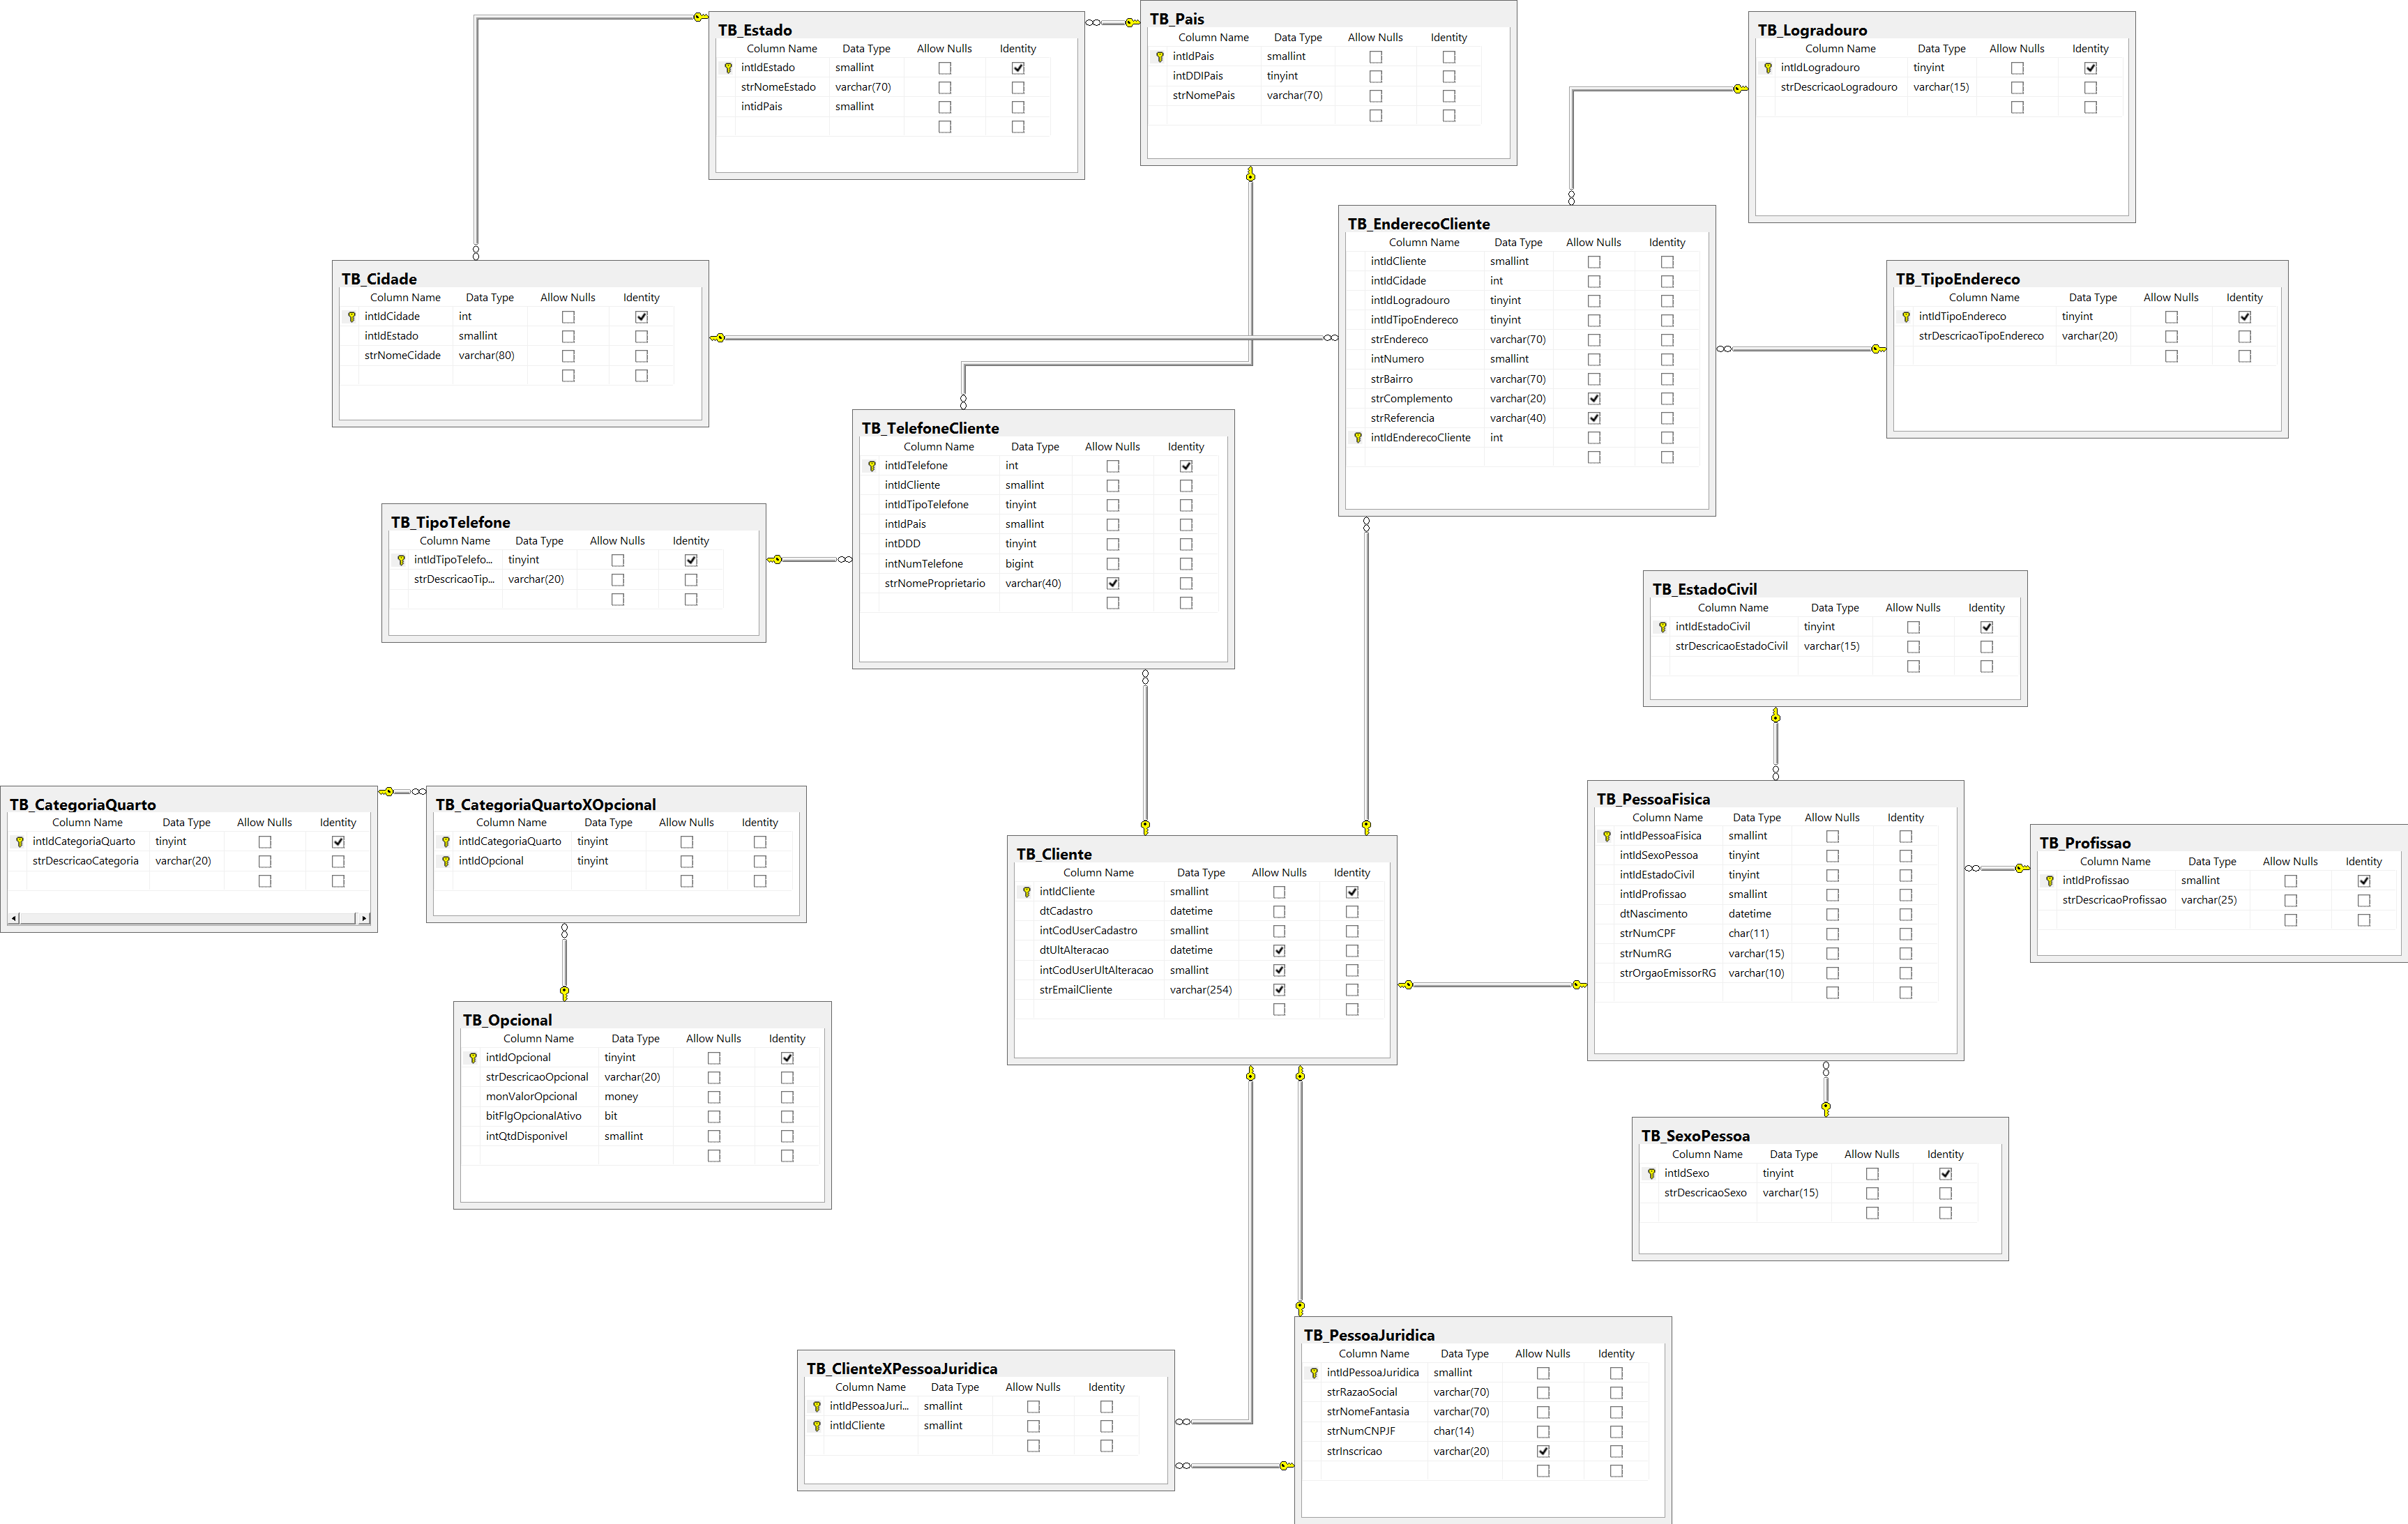 TB_Estado
Column Name Data Type Allow Nulls Identity
intIdEstado smallint
strNomeEstado varchar(70)
intidPais smallint
TB_Pais
Column Name Data Type Allow Nulls Identity
intIdPais smallint
intDDIPais tinyint
strNomePais varchar(70)
TB_Logradouro
Column Name Data Type Allow Nulls Identity
intIdLogradouro tinyint
strDescricaoLogradouro varchar(15)
TB_EnderecoCliente
Column Name Data Type Allow Nulls Identity
intIdCliente smallint
intIdCidade int
intIdLogradouro tinyint
intIdTipoEndereco tinyint
strEndereco varchar(70)
intNumero smallint
strBairro varchar(70)
strComplemento varchar(20)
strReferencia varchar(40)
intIdEnderecoCliente int
TB_Cidade
Column Name Data Type Allow Nulls Identity
intIdCidade int
intIdEstado smallint
strNomeCidade varchar(80)
TB_TipoEndereco
Column Name Data Type Allow Nulls Identity
intIdTipoEndereco tinyint
strDescricaoTipoEndereco varchar(20)
TB_TelefoneCliente
Column Name Data Type Allow Nulls Identity
intIdTelefone int
intIdCliente smallint
intIdTipoTelefone tinyint
intIdPais smallint
intDDD tinyint
intNumTelefone bigint
strNomeProprietario varchar(40)
TB_TipoTelefone
Column Name Data Type Allow Nulls Identity
intIdTipoTelefo... tinyint
strDescricaoTip... varchar(20)
TB_EstadoCivil
Column Name Data Type Allow Nulls Identity
intIdEstadoCivil tinyint
strDescricaoEstadoCivil varchar(15)
TB_CategoriaQuarto
Column Name Data Type Allow Nulls Identity
intIdCategoriaQuarto tinyint
strDescricaoCategoria varchar(20)
TB_CategoriaQuartoXOpcional
Column Name Data Type Allow Nulls Identity
intIdCategoriaQuarto tinyint
intIdOpcional tinyint
TB_Cliente
Column Name Data Type Allow Nulls Identity
intIdCliente smallint
dtCadastro datetime
intCodUserCadastro smallint
dtUltAlteracao datetime
intCodUserUltAlteracao smallint
strEmailCliente varchar(254)
TB_PessoaFisica
Column Name Data Type Allow Nulls Identity
intIdPessoaFisica smallint
intIdSexoPessoa tinyint
intIdEstadoCivil tinyint
intIdProfissao smallint
dtNascimento datetime
strNumCPF char(11)
strNumRG varchar(15)
strOrgaoEmissorRG varchar(10)
TB_Profissao
Column Name Data Type Allow Nulls Identity
intIdProfissao smallint
strDescricaoProfissao varchar(25)
TB_Opcional
Column Name Data Type Allow Nulls Identity
intIdOpcional tinyint
strDescricaoOpcional varchar(20)
monValorOpcional money
bitFlgOpcionalAtivo bit
intQtdDisponivel smallint
TB_SexoPessoa
Column Name Data Type Allow Nulls Identity
intIdSexo tinyint
strDescricaoSexo varchar(15)
TB_ClienteXPessoaJuridica
Column Name Data Type Allow Nulls Identity
intIdPessoaJuri... smallint
intIdCliente smallint
TB_PessoaJuridica
Column Name Data Type Allow Nulls Identity
intIdPessoaJuridica smallint
strRazaoSocial varchar(70)
strNomeFantasia varchar(70)
strNumCNPJF char(14)
strInscricao varchar(20)